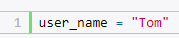 1 user_name = "Tom"